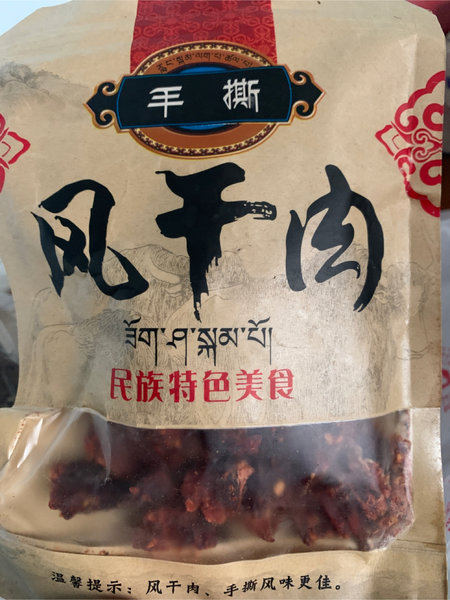 手撕
风干肉
ཟོག་ཤ་སྐམ་པོ།
民族特色美食
温馨提示：风干肉、手撕风味更佳。